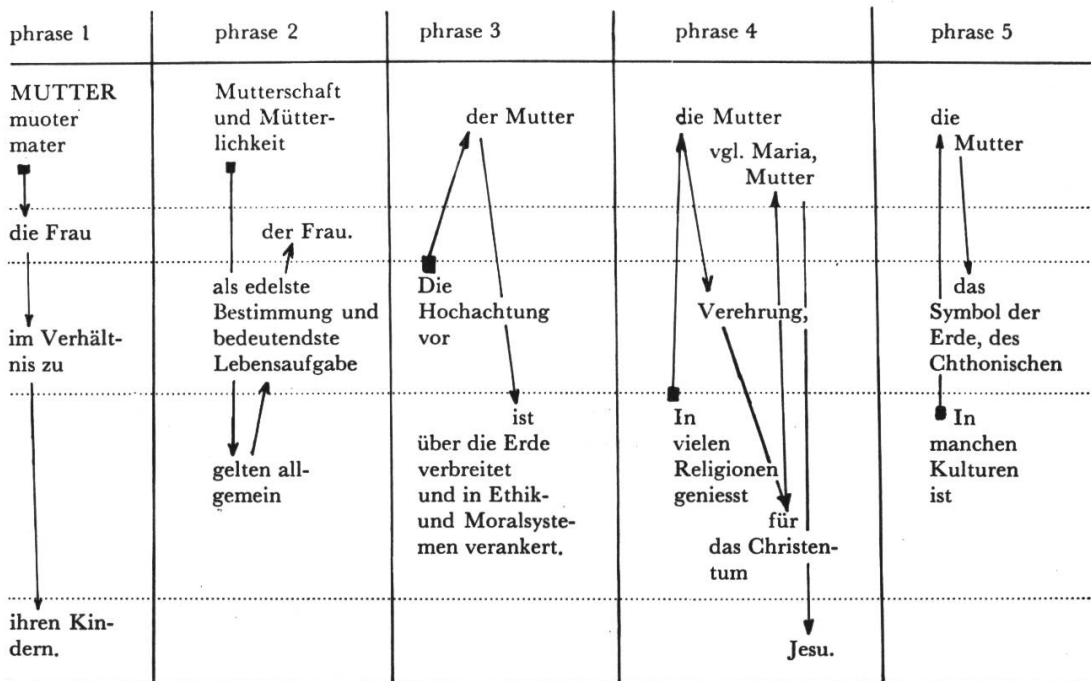 phrase 1
MUTTER
muoter
mater
die Frau
im Verhält-
nis zu
ihren Kin-
dern.
phrase 2
Mutterschaft
und Mütter-
lichkeit
der Frau.
als edelste
Bestimmung und
bedeutendste
Lebensaufgabe
gelten all-
gemein
phrase 3
der Mutter
Die
Hochachtung
vor
ist
über die Erde
verbreitet
und in Ethik-
und Moralsyste-
men verankert.
phrase 4
die Mutter
vgl. Maria,
Mutter
Verehrung,
In
vielen
Religionen
geniesst
für
das Christen-
tum
Jesu.
phrase 5
die
Mutter
das
Symbol der
Erde, des
Chthonischen
In
manchen
Kulturen
ist